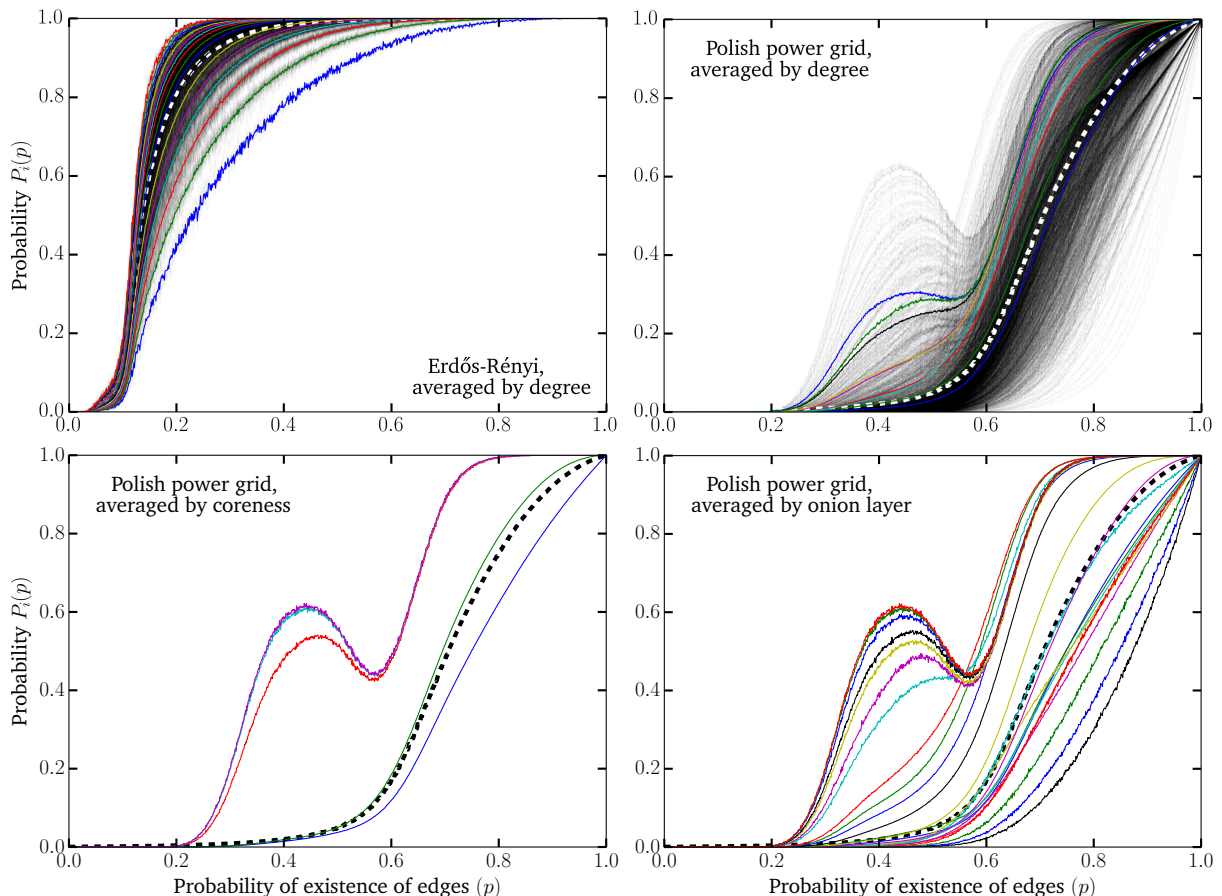 1.0
0.8
0.6
0.4
0.2
0.0
Probability P_i(p)
Erdős-Rényi,
averaged by degree
0.0 0.2 0.4 0.6 0.8 1.0
1.0
0.8
0.6
0.4
0.2
0.0
Polish power grid,
averaged by degree
0.0 0.2 0.4 0.6 0.8 1.0
1.0
0.8
0.6
0.4
0.2
0.0
Probability P_i(p)
Polish power grid,
averaged by coreness
0.0 0.2 0.4 0.6 0.8 1.0
Probability of existence of edges (p)
1.0
0.8
0.6
0.4
0.2
0.0
Polish power grid,
averaged by onion layer
0.0 0.2 0.4 0.6 0.8 1.0
Probability of existence of edges (p)